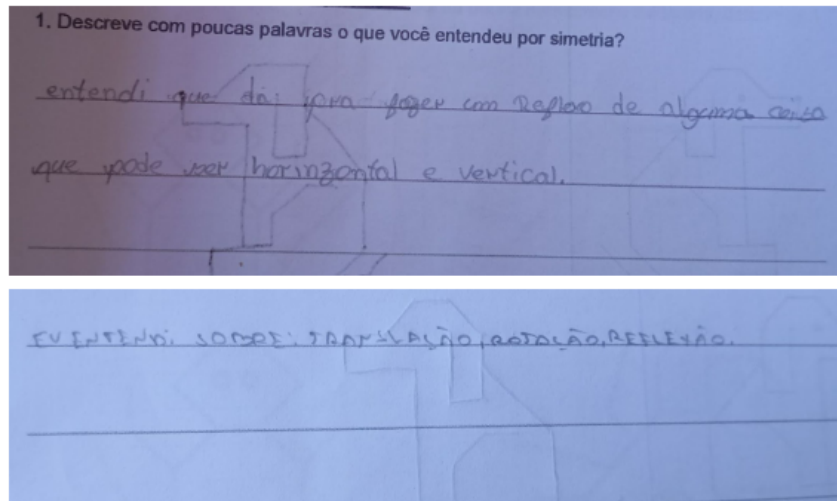 1. Descreve com poucas palavras o que você entendeu por simetria?
entendi que dá pra fazer um Reflexo de alguma coisa
que pode ser horinzontal e vertical.
EU ENTENDi SOBRE: TRANSLAÇÃO, ROTAÇÃO, REFLEXÃO.